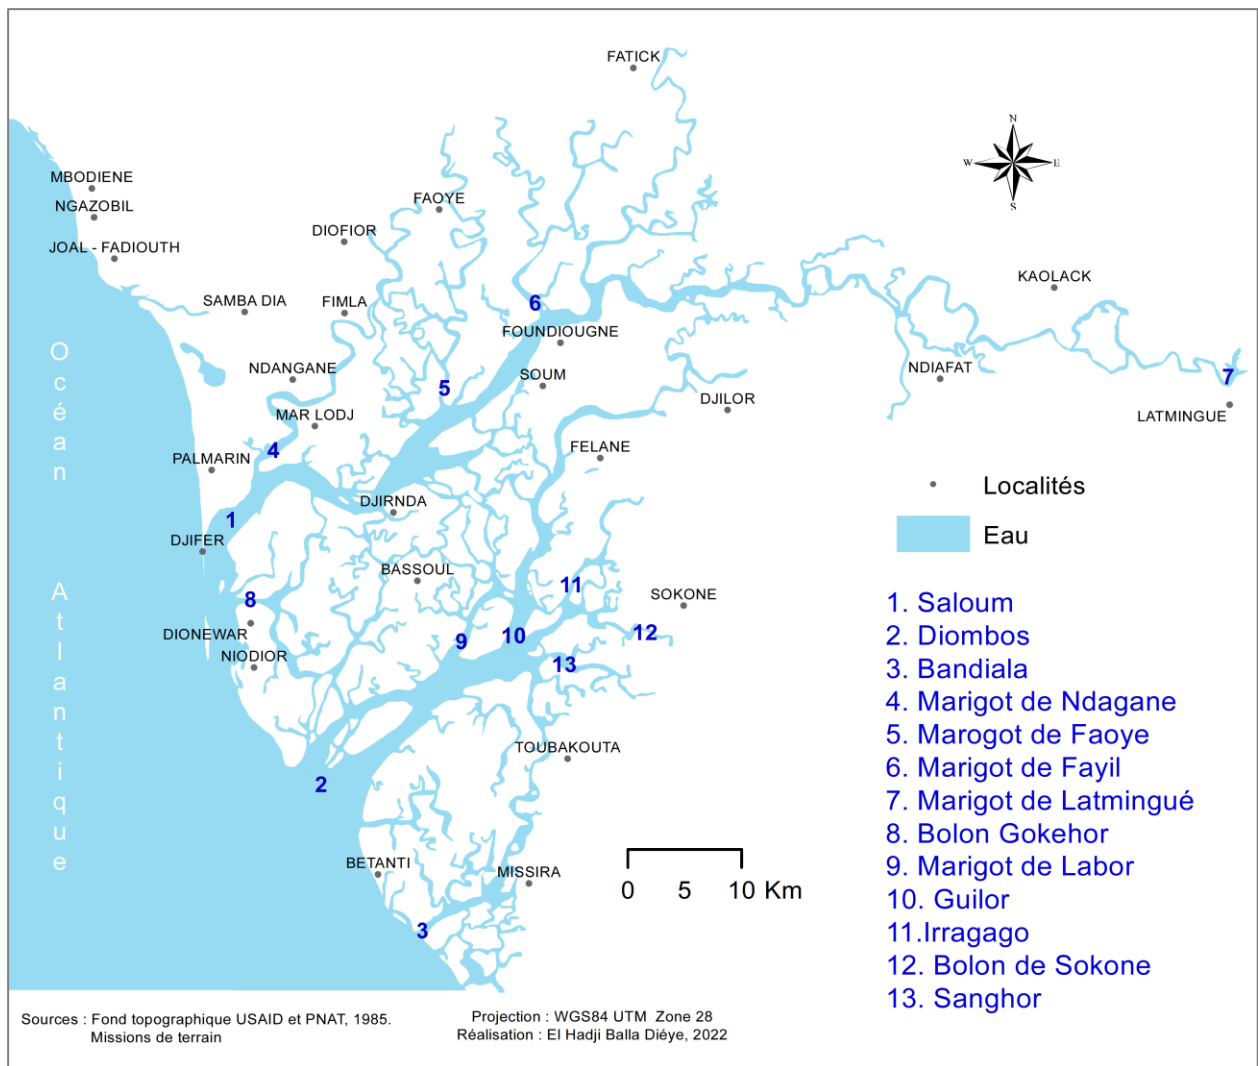 FATICK
N
W
E
S
MBODIENE
NGAZOBIL
FAOYE
DIOFIOR
JOAL - FADIOUTH
KAOLACK
SAMBA DIA
FIMLA
6
FOUNDIOUGNE
Océan
NDANGANE
SOUM
NDIAFAT
7
5
DJILOR
MAR LODJ
LATMINGUE
4
FELANE
PALMARIN
Localités
DJIRNDA
1
DJIFER
Eau
BASSOUL
11
SOKONE
8
Atlantique
DIONEWAR
9
10
12
NIODIOR
13
TOUBAKOUTA
2
BETANTI
MISSIRA
0 5 10 Km
3
1. Saloum
2. Diombos
3. Bandiala
4. Marigot de Ndagane
5. Marogot de Faoye
6. Marigot de Fayil
7. Marigot de Latmingué
8. Bolon Gokehor
9. Marigot de Labor
10. Guilor
11.Irragago
12. Bolon de Sokone
13. Sanghor
Sources : Fond topographique USAID et PNAT, 1985.
Missions de terrain
Projection : WGS84 UTM Zone 28
Réalisation : El Hadji Balla Diéye, 2022